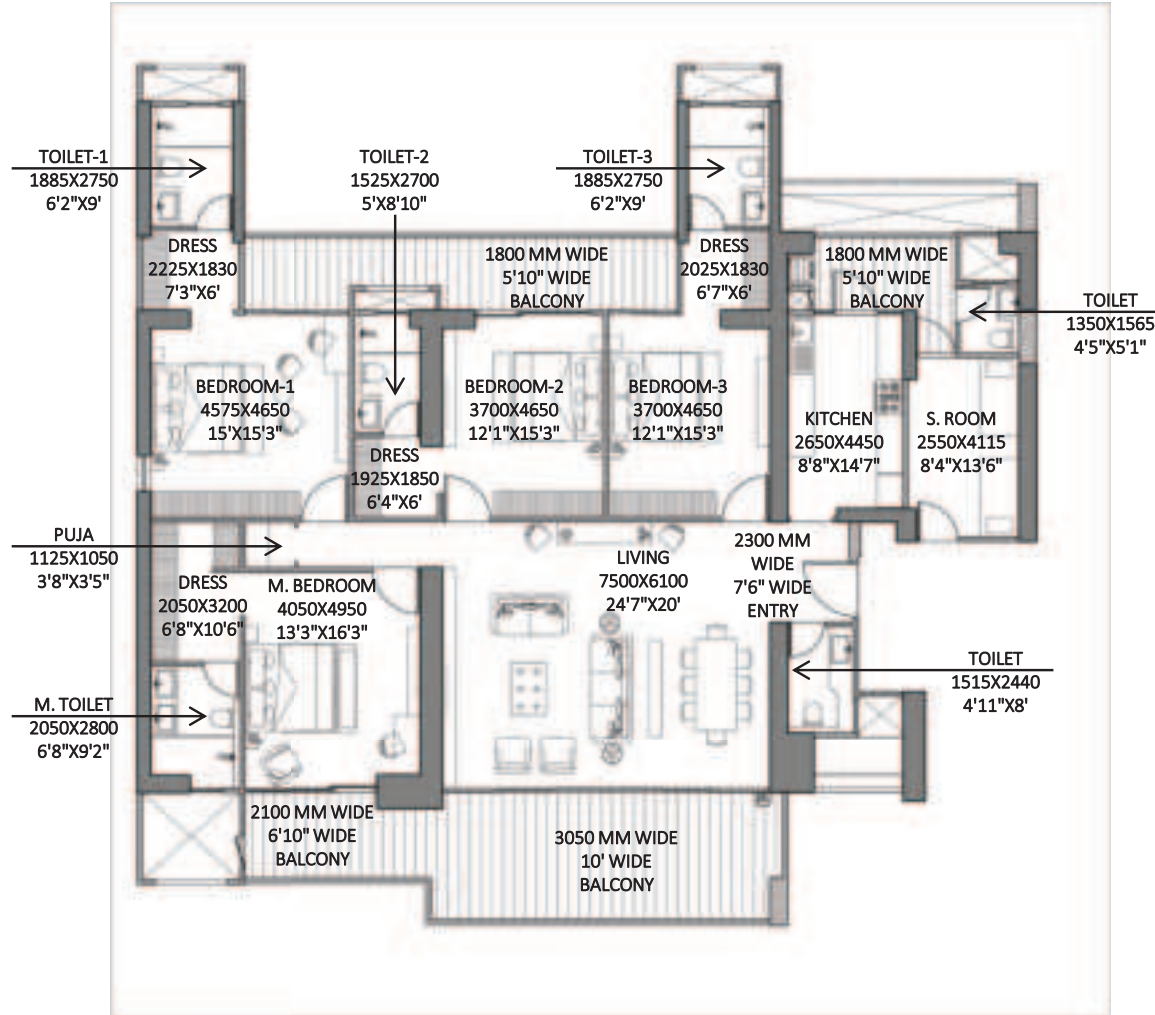 TOILET-1
1885X2750
6'2"X9'
TOILET-2
1525X2700
5'X8'10"
TOILET-3
1885X2750
6'2"X9'
DRESS
2225X1830
7'3"X6'
1800 MM WIDE
5'10" WIDE
BALCONY
DRESS
2025X1830
6'7"X6'
1800 MM WIDE
5'10" WIDE
BALCONY
TOILET
1350X1565
4'5"X5'1"
BEDROOM-1
4575X4650
15'X15'3"
BEDROOM-2
3700X4650
12'1"X15'3"
BEDROOM-3
3700X4650
12'1"X15'3"
KITCHEN
2650X4450
8'8"X14'7"
S. ROOM
2550X4115
8'4"X13'6"
DRESS
1925X1850
6'4"X6'
PUJA
1125X1050
3'8"X3'5"
DRESS
2050X3200
6'8"X10'6"
M. BEDROOM
4050X4950
13'3"X16'3"
LIVING
7500X6100
24'7"X20'
2300 MM
WIDE
7'6" WIDE
ENTRY
TOILET
1515X2440
4'11"X8'
M. TOILET
2050X2800
6'8"X9'2"
2100 MM WIDE
6'10" WIDE
BALCONY
3050 MM WIDE
10' WIDE
BALCONY